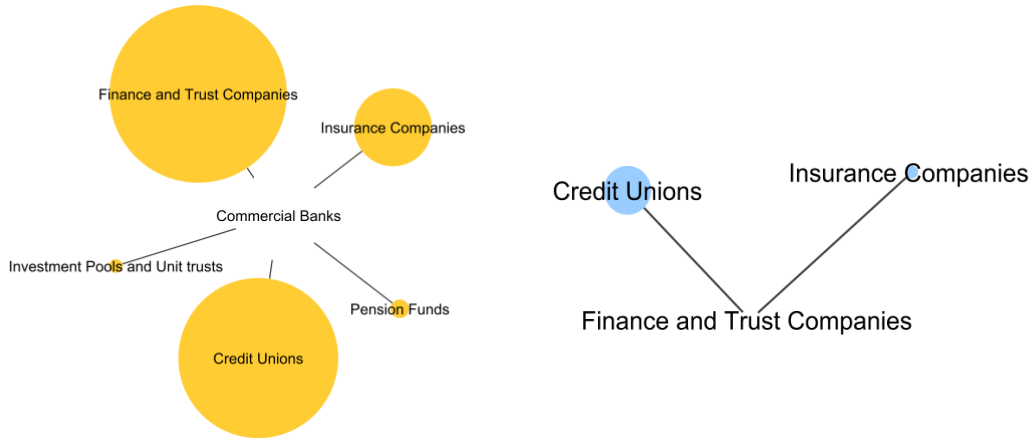 Finance and Trust Companies
Insurance Companies
Commercial Banks
Investment Pools and Unit trusts
Pension Funds
Credit Unions
Insurance Companies
Credit Unions
Finance and Trust Companies